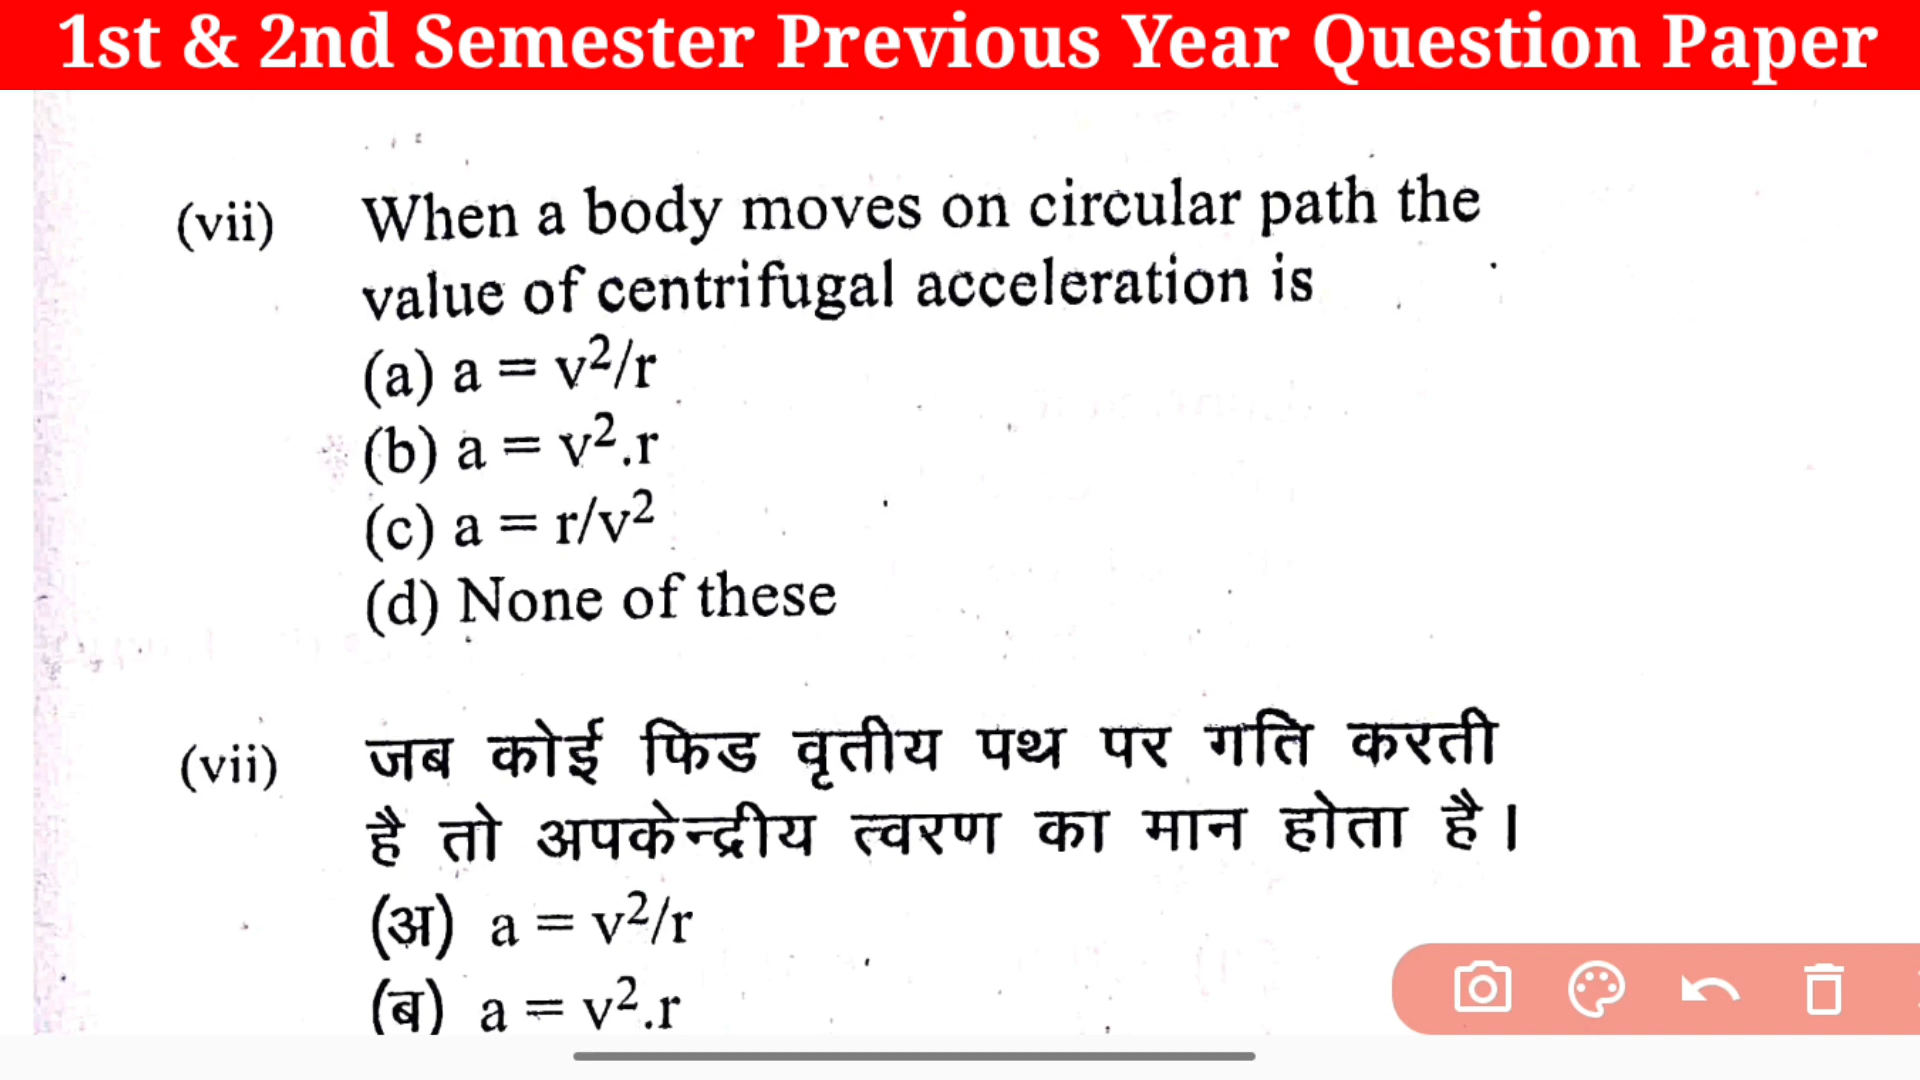 1st & 2nd Semester Previous Year Question Paper
(vii) When a body moves on circular path the
value of centrifugal acceleration is
(a) a = v²/r
(b) a = v².r
(c) a = r/v²
(d) None of these
(vii) जब कोई फिड वृतीय पथ पर गति करती
है तो अपकेन्द्रीय त्वरण का मान होता है।
(अ) a = v²/r
(ब) a = v².r